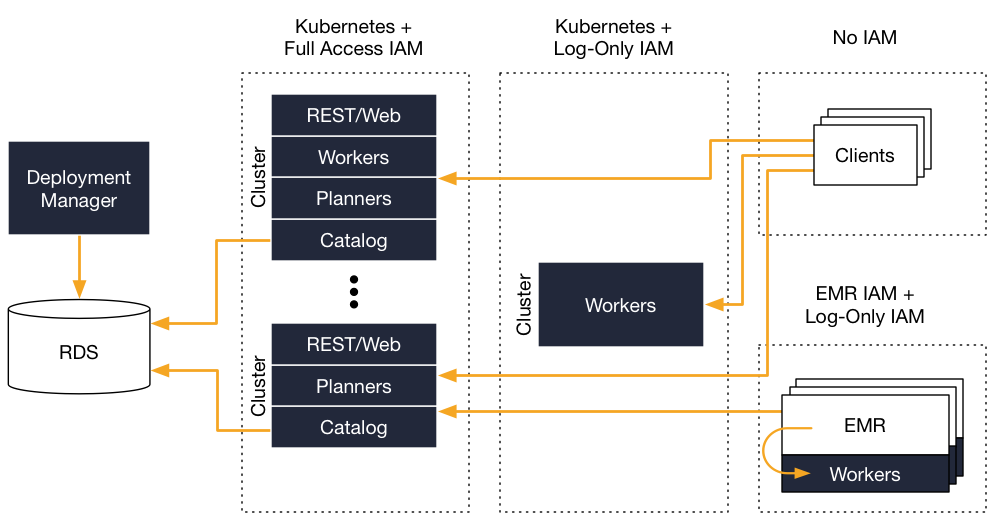 Kubernetes +
Full Access IAM
Kubernetes +
Log-Only IAM
No IAM
Deployment
Manager
RDS
Cluster
REST/Web
Workers
Planners
Catalog
Cluster
REST/Web
Planners
Catalog
Cluster
Workers
Clients
EMR IAM +
Log-Only IAM
EMR
Workers